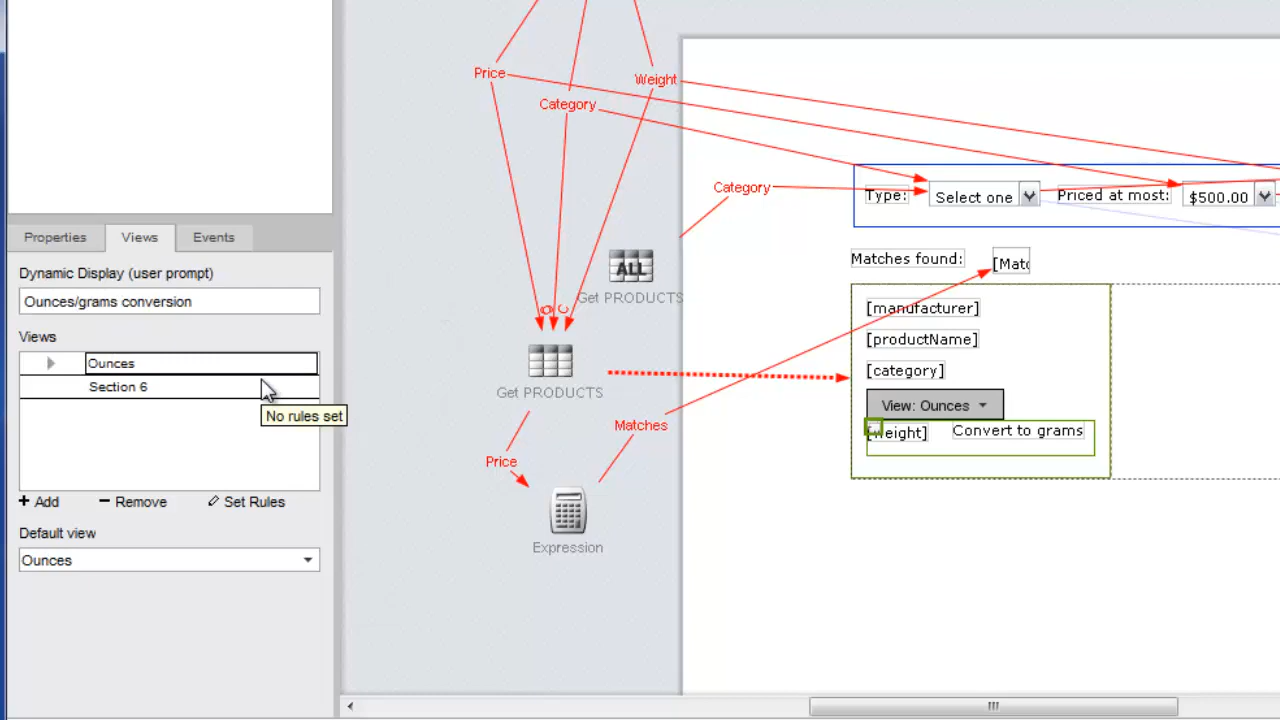 Price
Weight
Category
Category
Type:
Select one
Priced at most:
$500.00
Properties
Views
Events
Dynamic Display (user prompt)
Ounces/grams conversion
Views
Ounces
Section 6
No rules set
Add
Remove
Set Rules
Default view
Ounces
ALL
Get PRODUCTS
Get PRODUCTS
Price
Expression
Matches
Matches found:
[Matc
[manufacturer]
[productName]
[category]
View: Ounces
[weight]
Convert to grams